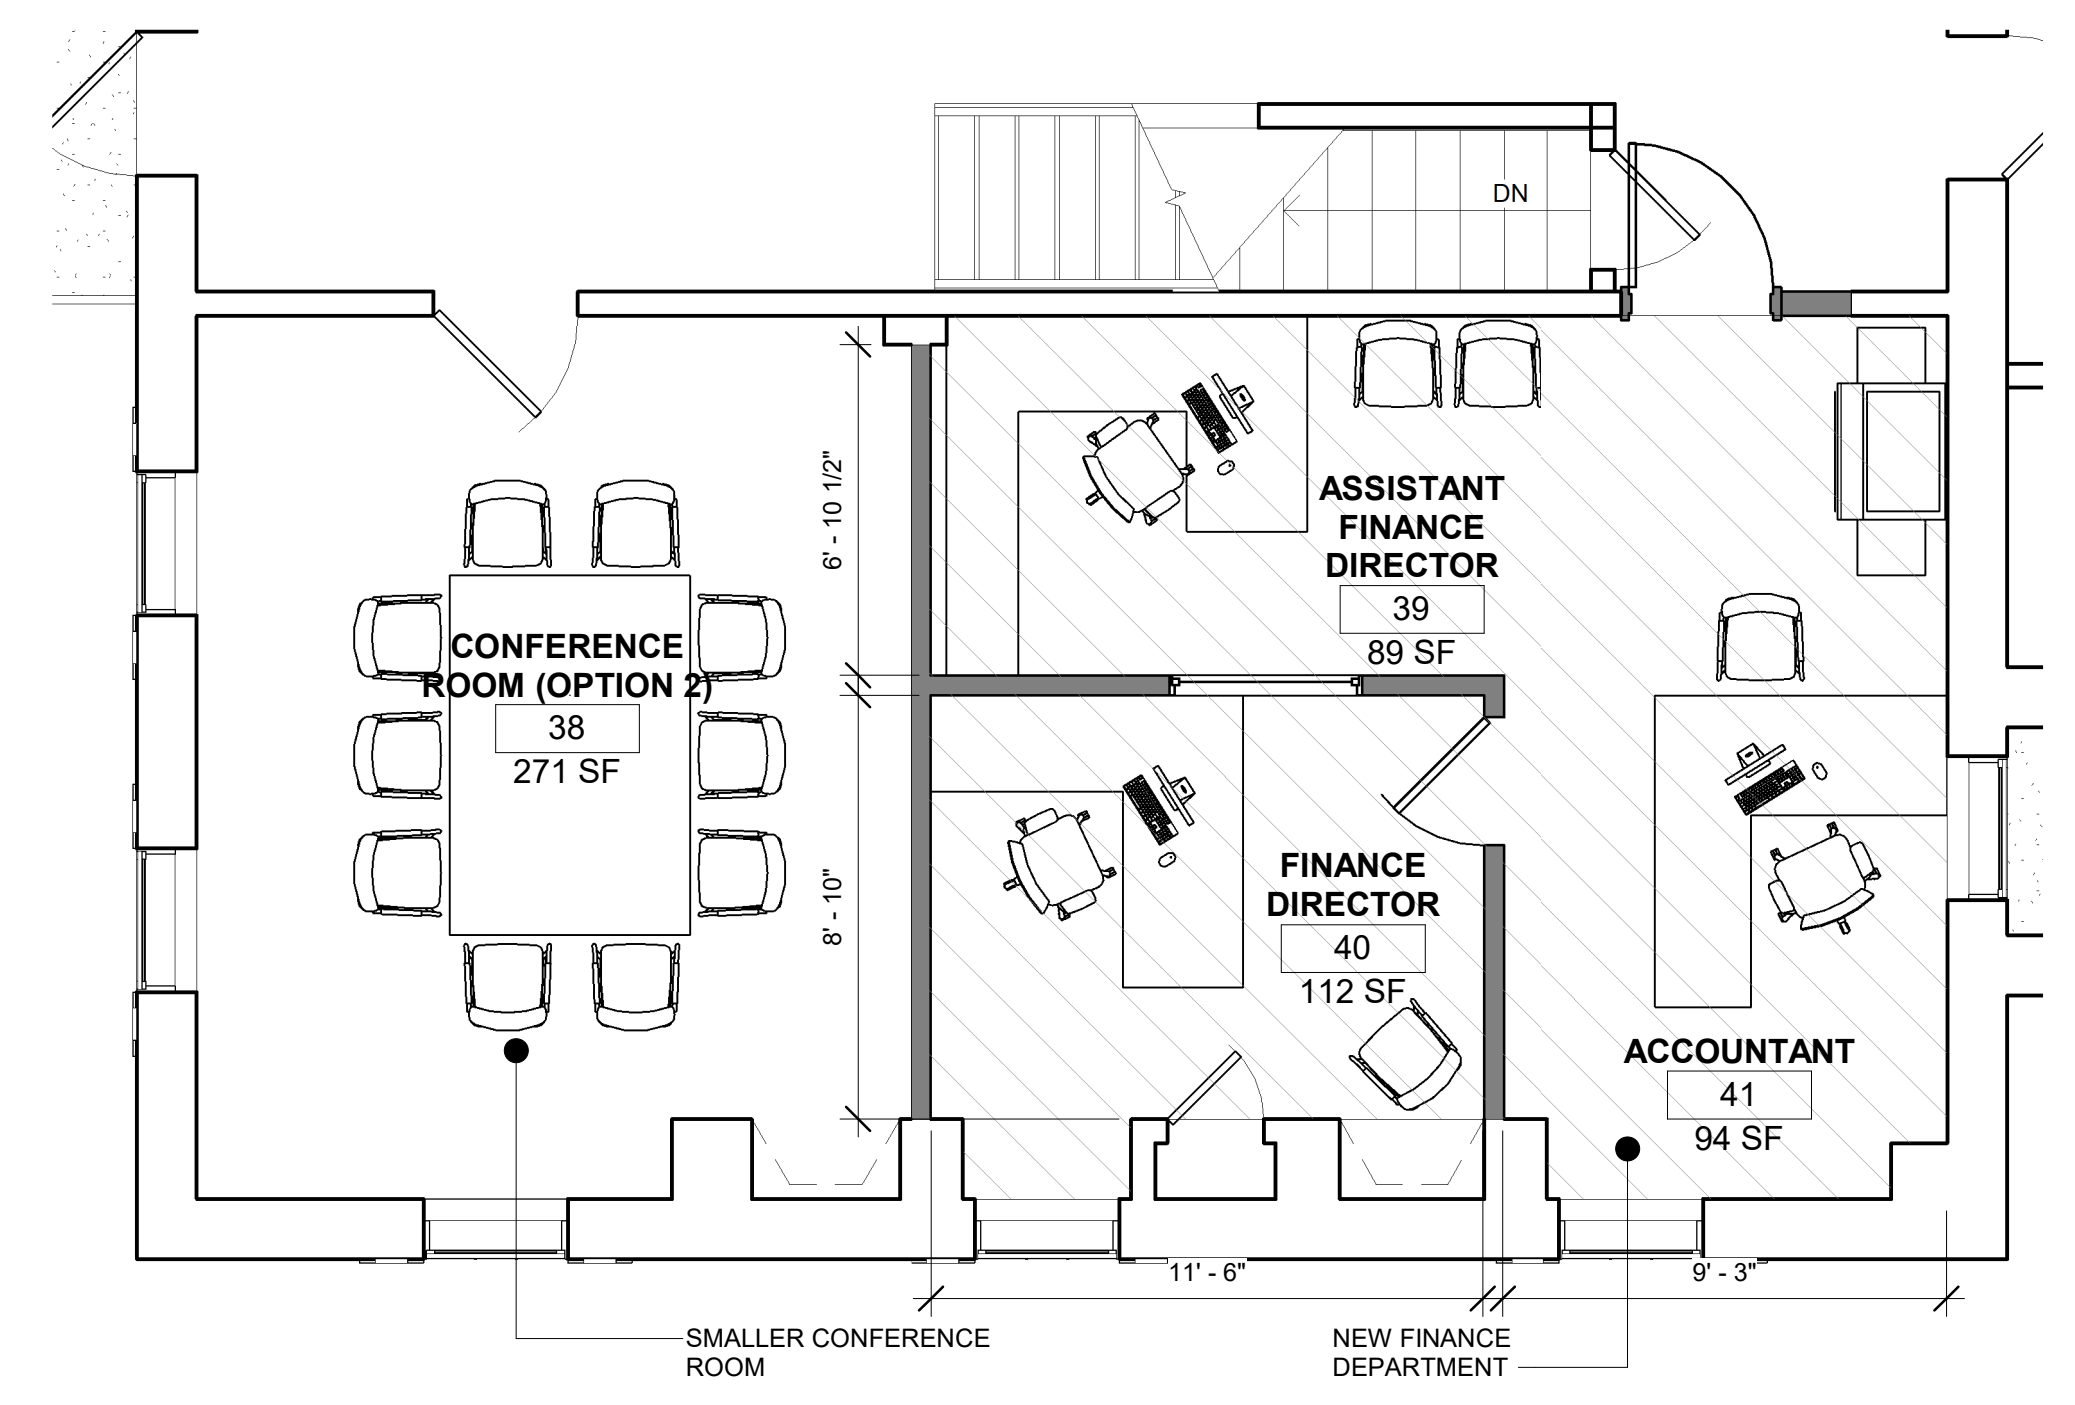 DN
6' - 10 1/2"
ASSISTANT
FINANCE
DIRECTOR
39
89 SF
CONFERENCE
ROOM (OPTION 2)
38
271 SF
8' - 10"
FINANCE
DIRECTOR
40
112 SF
ACCOUNTANT
41
94 SF
11' - 6"
9' - 3"
SMALLER CONFERENCE
ROOM
NEW FINANCE
DEPARTMENT